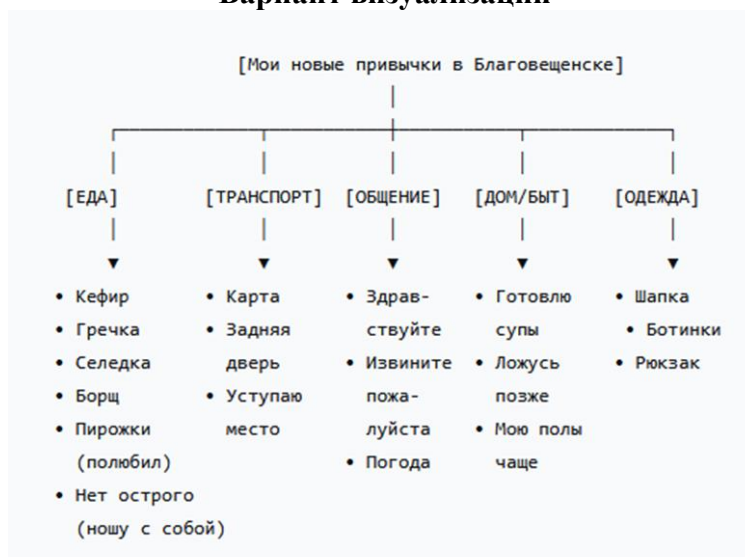 Вариант визуализации
[Мои новые привычки в Благовещенске]
[ЕДА] [ТРАНСПОРТ] [ОБЩЕНИЕ] [ДОМ/БЫТ] [ОДЕЖДА]
• Кефир • Карта • Здрав- • Готовлю • Шапка
• Гречка • Задняя ствуйте супы • Ботинки
• Селедка дверь • Извините • Ложусь • Рюкзак
• Борщ • Уступаю пожа- позже
• Пирожки место луйста • Мою полы
(полюбил) • Погода чаще
• Нет острого
(ношу с собой)